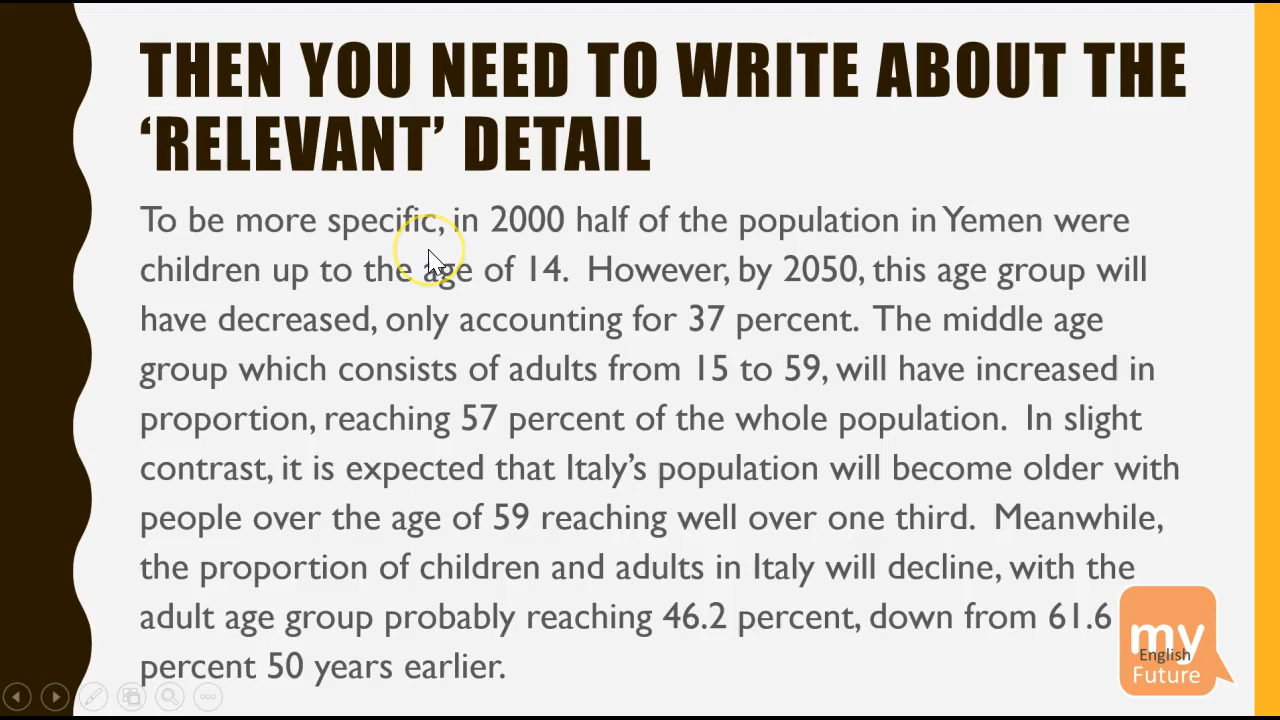 THEN YOU NEED TO WRITE ABOUT THE
‘RELEVANT’ DETAIL
To be more specific, in 2000 half of the population in Yemen were
children up to the age of 14.  However, by 2050, this age group will
have decreased, only accounting for 37 percent.  The middle age
group which consists of adults from 15 to 59, will have increased in
proportion, reaching 57 percent of the whole population.  In slight
contrast, it is expected that Italy’s population will become older with
people over the age of 59 reaching well over one third.  Meanwhile,
the proportion of children and adults in Italy will decline, with the
adult age group probably reaching 46.2 percent, down from 61.6
percent 50 years earlier.
my
English
Future